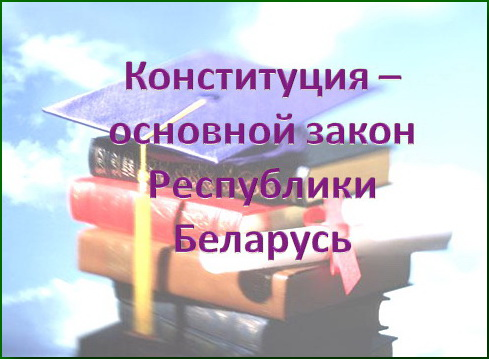 Конституция –
основной закон
Республики
Беларусь